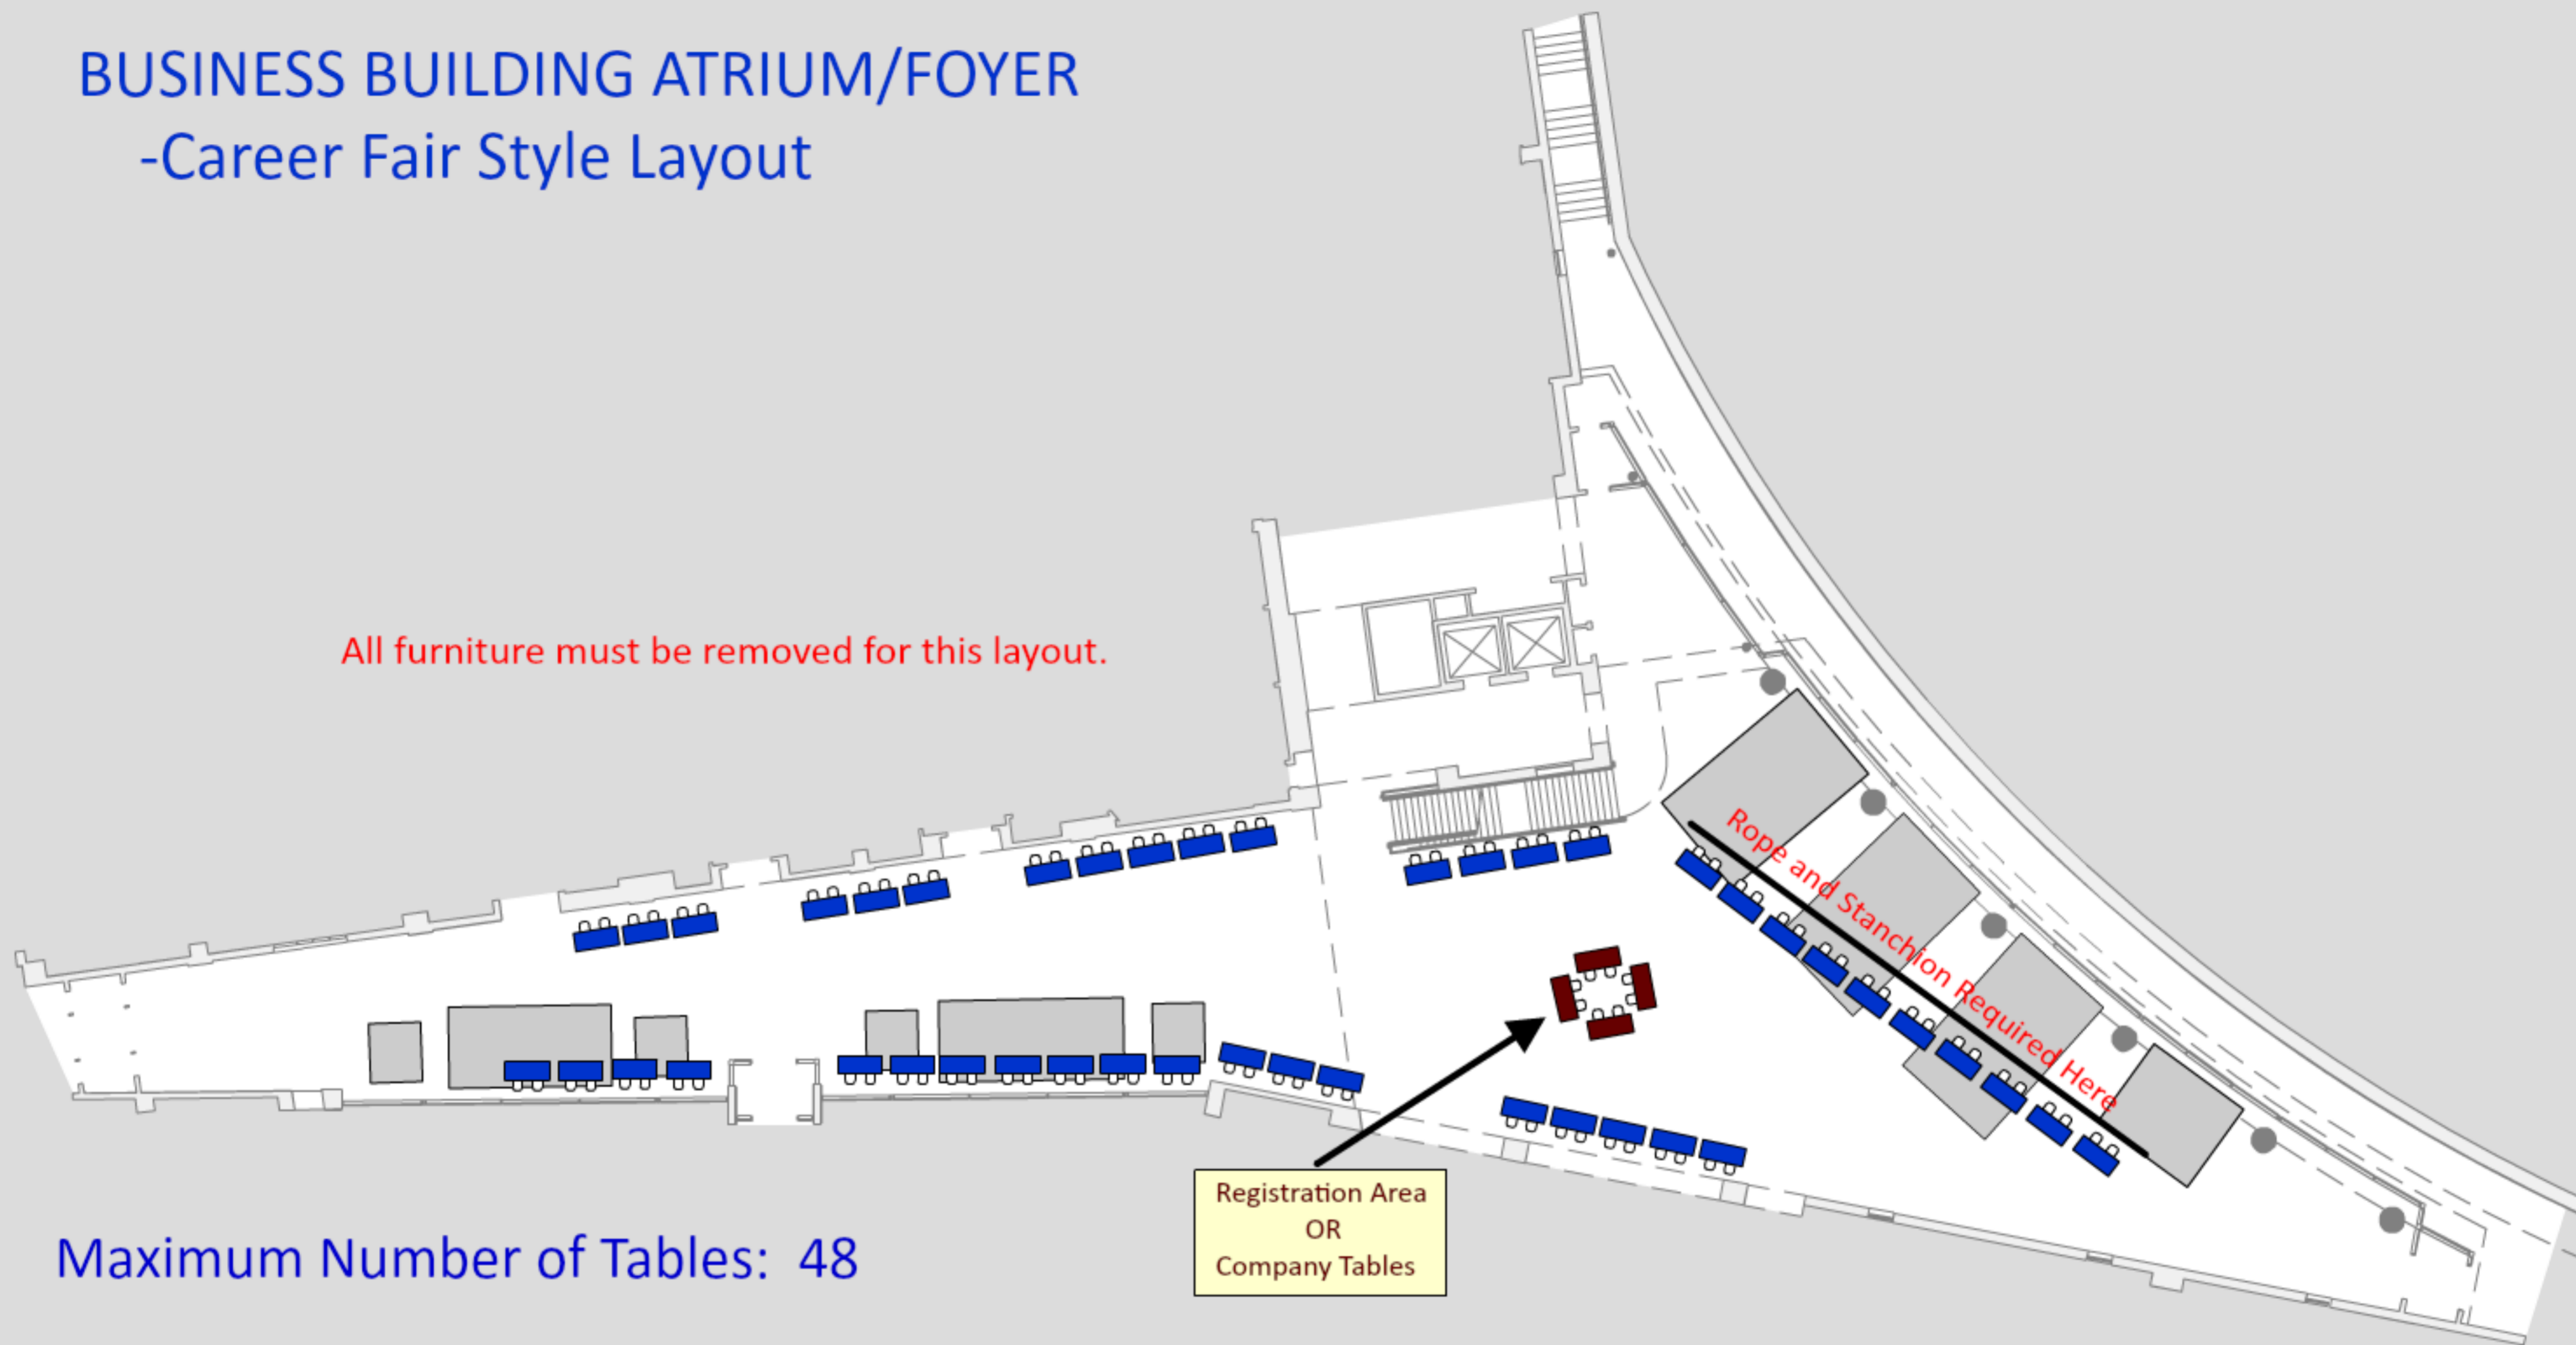 BUSINESS BUILDING ATRIUM/FOYER
-Career Fair Style Layout
All furniture must be removed for this layout.
Rope and Stanchion Required Here
Registration Area
OR
Company Tables
Maximum Number of Tables: 48